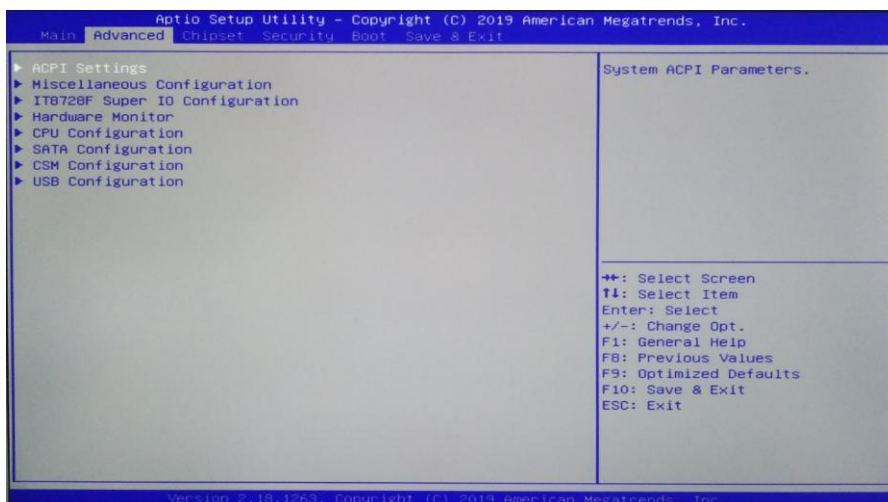 Aptio Setup Utility – Copyright (C) 2019 American Megatrends, Inc.
Main Advanced Chipset Security Boot Save & Exit
ACPI Settings
Miscellaneous Configuration
IT8728F Super IO Configuration
Hardware Monitor
CPU Configuration
SATA Configuration
CSM Configuration
USB Configuration
System ACPI Parameters.
→←: Select Screen
↑↓: Select Item
Enter: Select
+/-: Change Opt.
F1: General Help
F8: Previous Values
F9: Optimized Defaults
F10: Save & Exit
ESC: Exit
Version 2.18.1263. Copyright (C) 2019 American Megatrends, Inc.